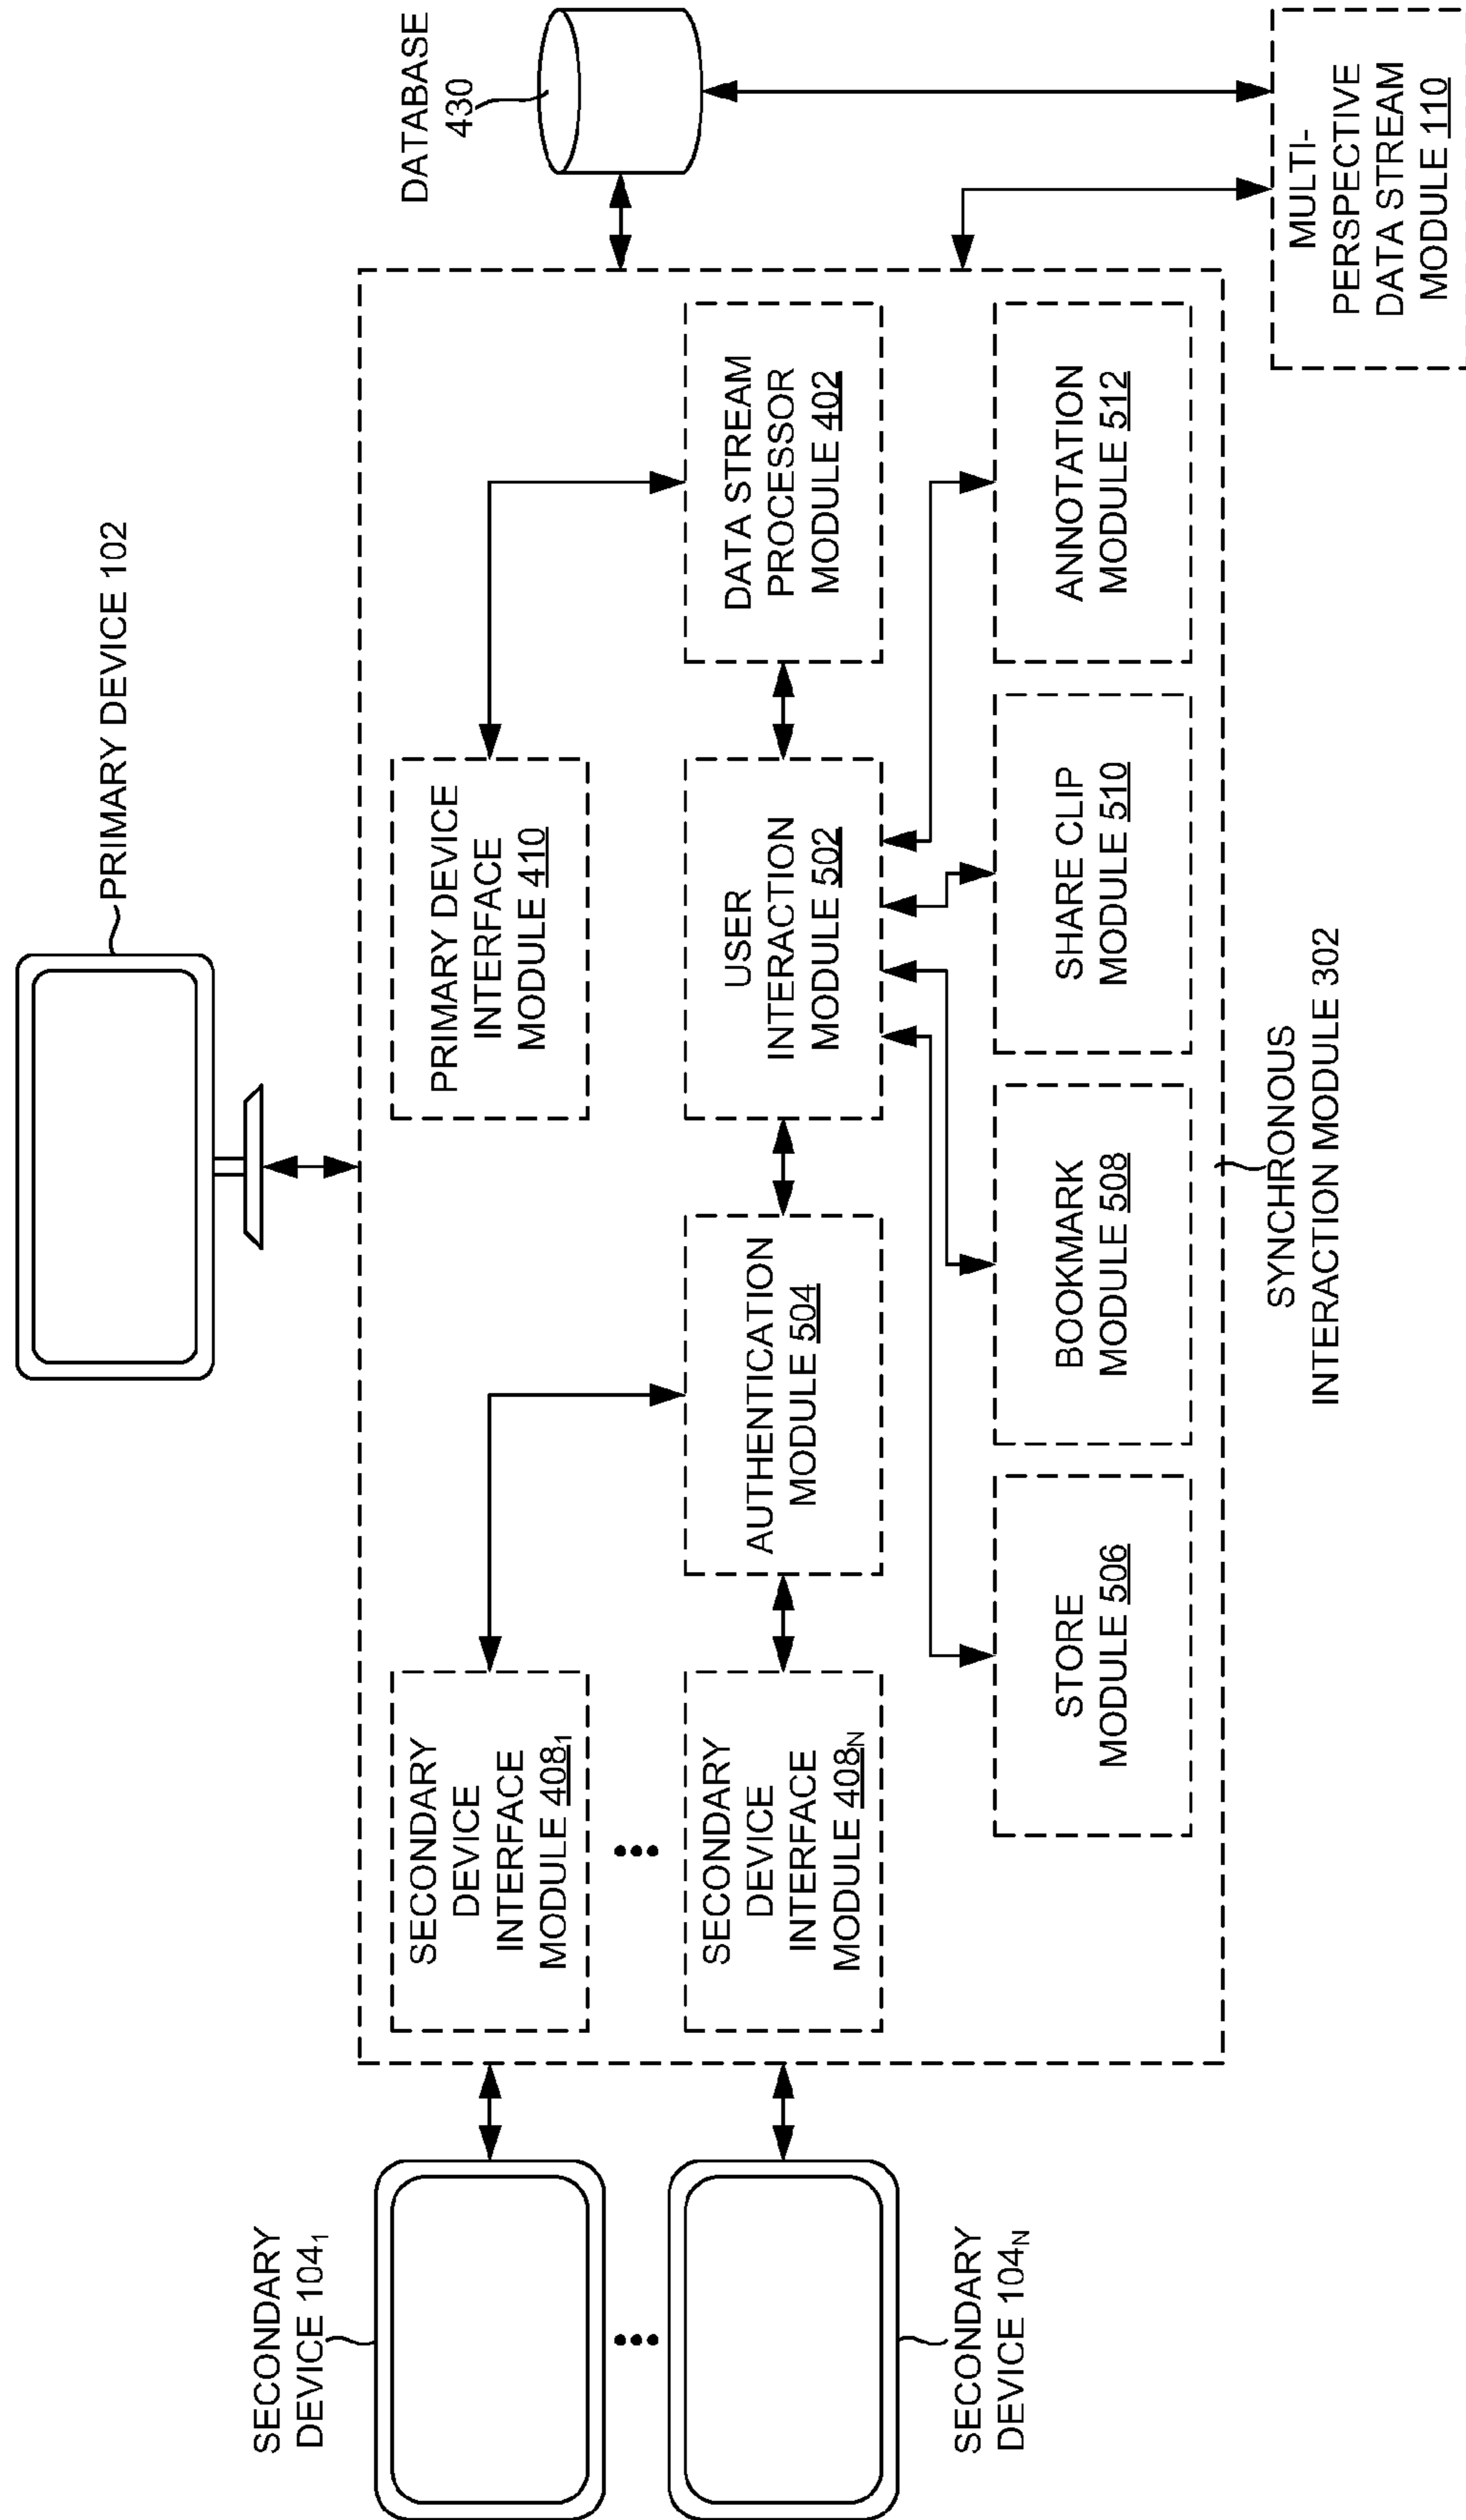 PRIMARY DEVICE 102
DATABASE
430
SECONDARY
DEVICE 104₁
SECONDARY
DEVICE
INTERFACE
MODULE 408₁
PRIMARY DEVICE
INTERFACE
MODULE 410
SECONDARY
DEVICE
INTERFACE
MODULE 408N
AUTHENTICATION
MODULE 504
USER
INTERACTION
MODULE 502
DATA STREAM
PROCESSOR
MODULE 402
SECONDARY
DEVICE 104N
STORE
MODULE 506
BOOKMARK
MODULE 508
SHARE CLIP
MODULE 510
ANNOTATION
MODULE 512
SYNCHRONOUS
INTERACTION MODULE 302
MULTI-
PERSPECTIVE
DATA STREAM
MODULE 110